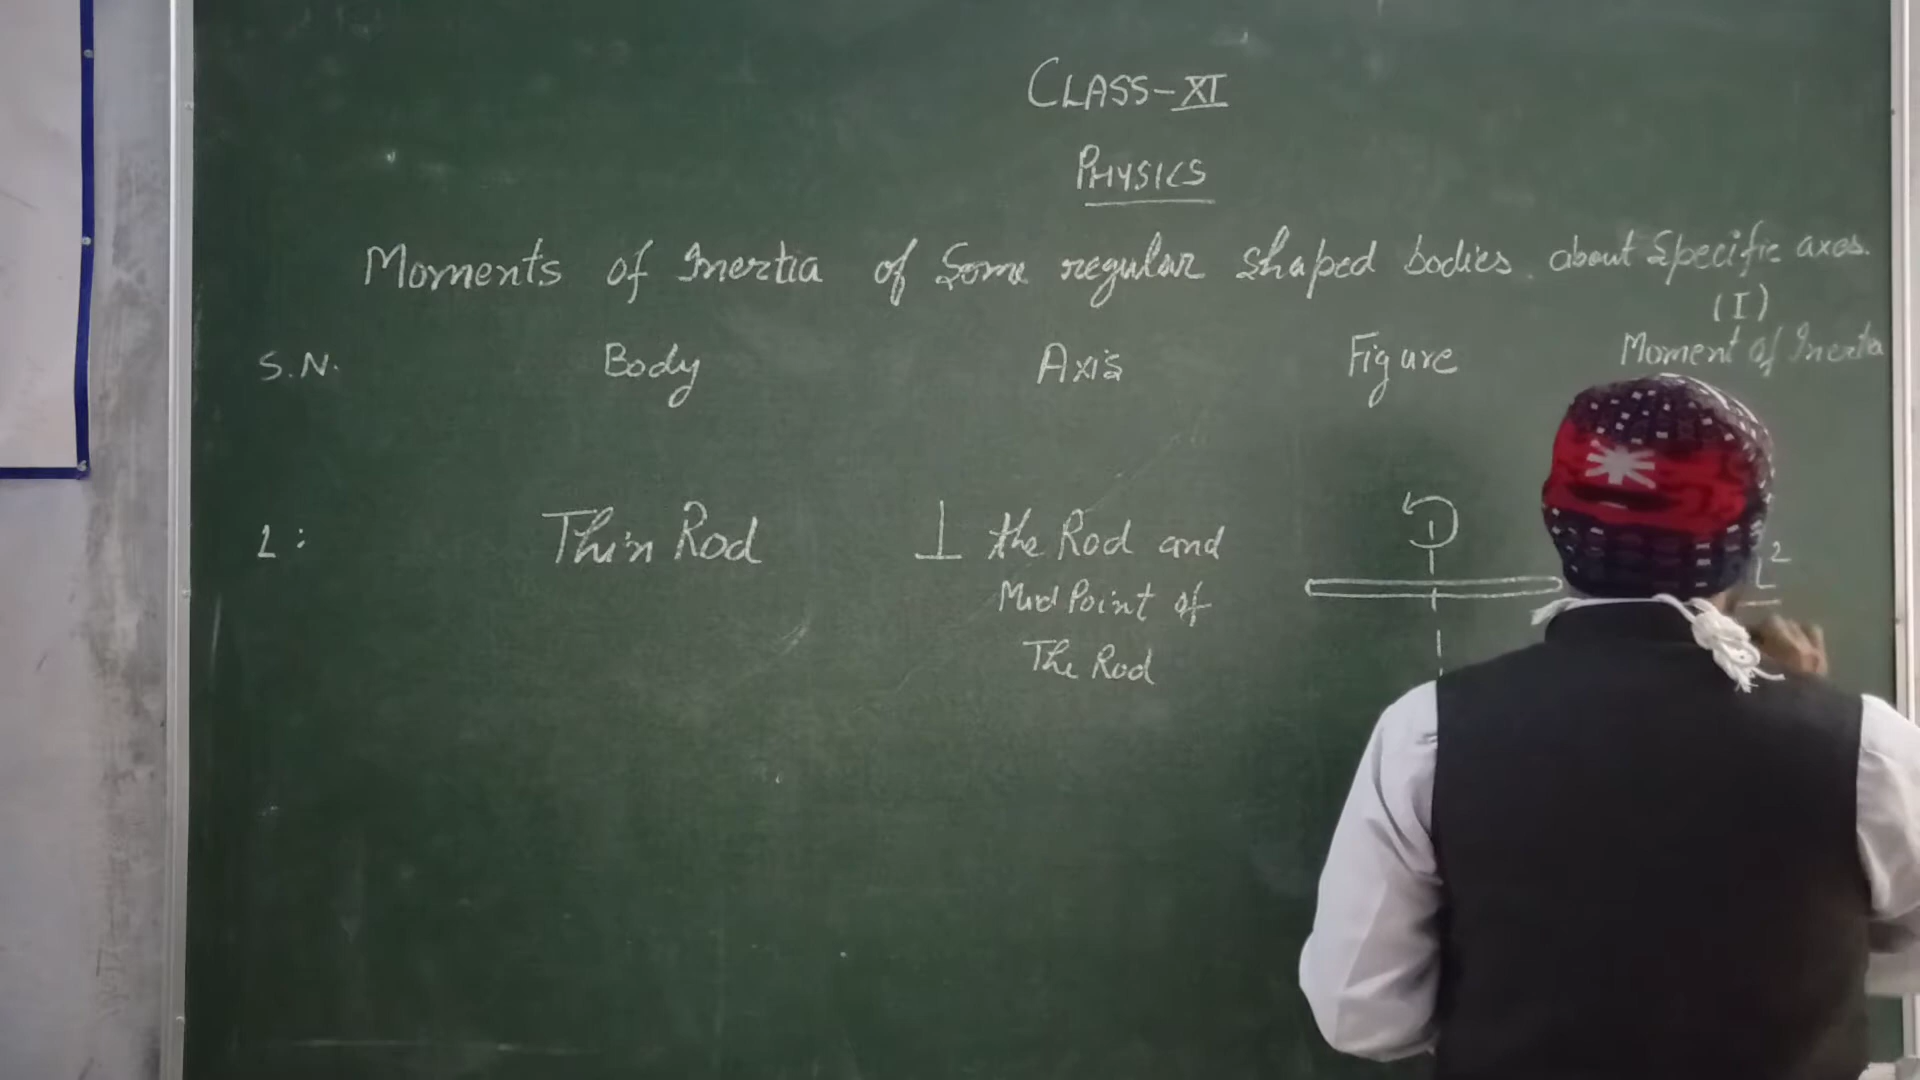 CLASS-XI
PHYSICS
Moments of Inertia of Some regular shaped bodies about Specific axes.
(I)
S.N. Body Axis Figure Moment of Inertia
1: Thin Rod ⊥ the Rod and
Mid Point of
The Rod
L²